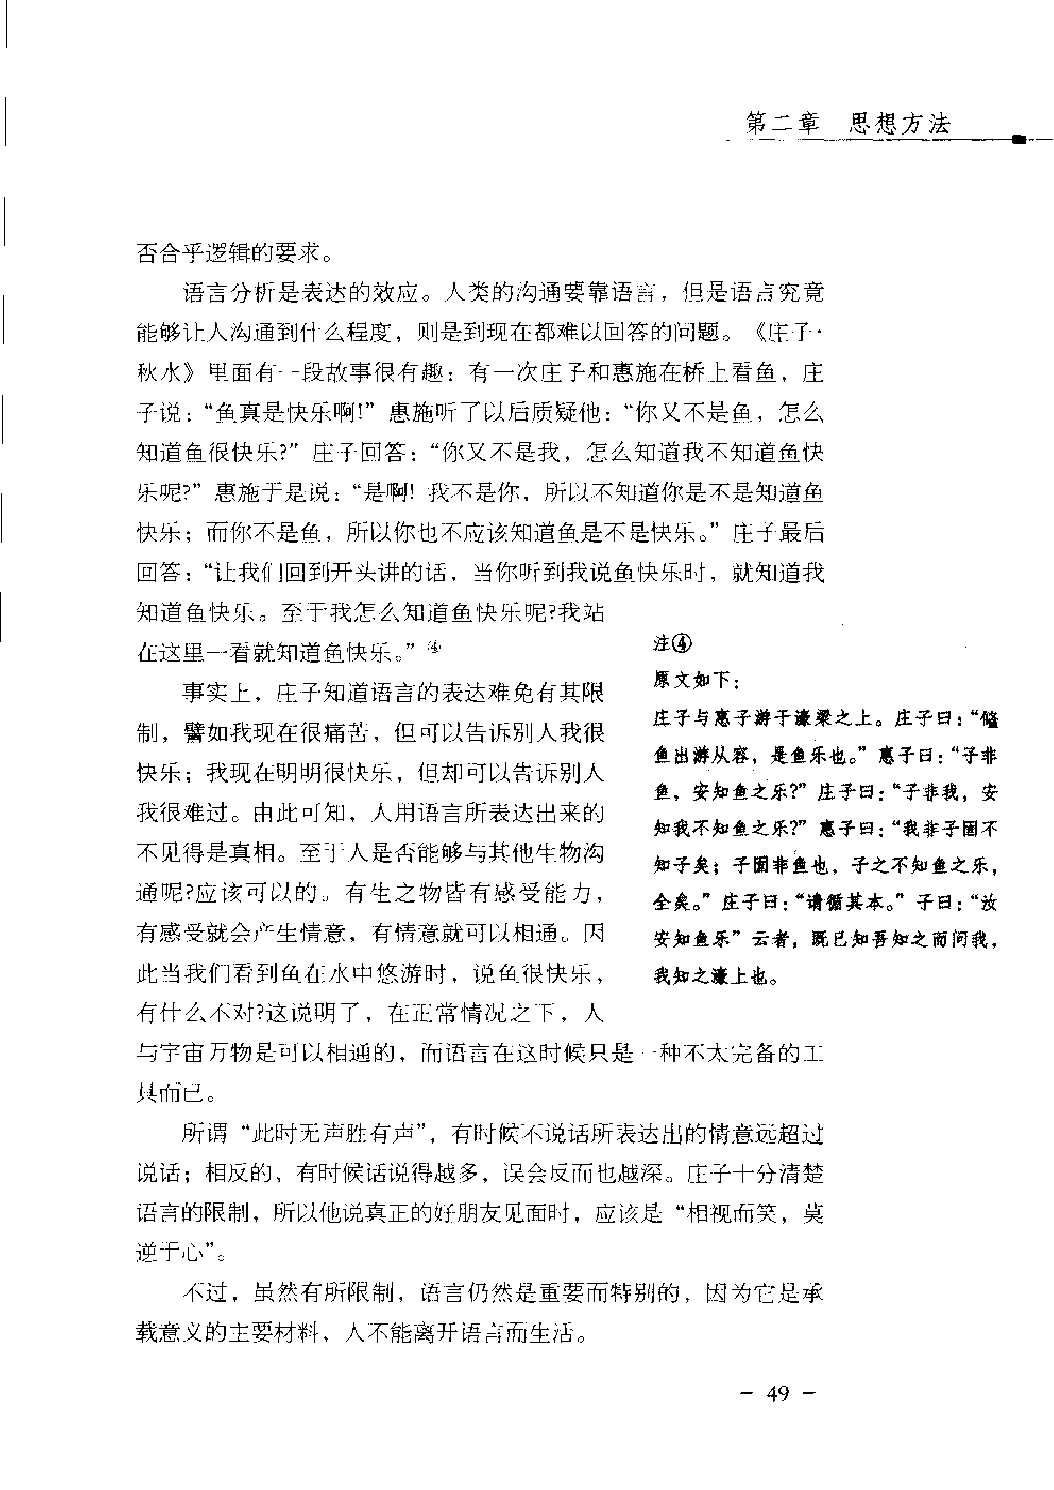 第二章 思想方法
否合乎逻辑的要求。
语言分析是表达的效应。人类的沟通要靠语言，但是语言究竟
能够让人沟通到什么程度，则是到现在都难以回答的问题。《庄子·
秋水》里面有一段故事很有趣：有一次庄子和惠施在桥上看鱼，庄
子说：“鱼真是快乐啊!”惠施听了以后质疑他：“你又不是鱼，怎么
知道鱼很快乐?”庄子回答：“你又不是我，怎么知道我不知道鱼快
乐呢?”惠施于是说：“是啊! 我不是你，所以不知道你是不是知道鱼
快乐；而你不是鱼，所以你也不应该知道鱼是不是快乐。”庄子最后
回答：“让我们回到开头讲的话，当你听到我说鱼快乐时，就知道我
知道鱼快乐。至于我怎么知道鱼快乐呢?我站
在这里一看就知道鱼快乐。”④
事实上，庄子知道语言的表达难免有其限
制，譬如我现在很痛苦，但可以告诉别人我很
快乐；我现在明明很快乐，但却可以告诉别人
我很难过。由此可知，人用语言所表达出来的
不见得是真相。至于人是否能够与其他生物沟
通呢?应该可以的。有生之物皆有感受能力，
有感受就会产生情意，有情意就可以相通。因
此当我们看到鱼在水中悠游时，说鱼很快乐，
有什么不对?这说明了，在正常情况之下，人
与宇宙万物是可以相通的，而语言在这时候只是一种不太完备的工
具而已。
所谓“此时无声胜有声”，有时候不说话所表达出的情意远超过
说话；相反的，有时候话说得越多，误会反而也越深。庄子十分清楚
语言的限制，所以他说真正的好朋友见面时，应该是“相视而笑，莫
逆于心”。
不过，虽然有所限制，语言仍然是重要而特别的，因为它是承
载意义的主要材料，人不能离开语言而生活。
注④
原文如下：
庄子与惠子游于濠梁之上。庄子曰：“儵
鱼出游从容，是鱼乐也。”惠子曰：“子非
鱼，安知鱼之乐?”庄子曰：“子非我，安
知我不知鱼之乐?”惠子曰：“我非子固不
知子矣；子固非鱼也，子之不知鱼之乐，
全矣。”庄子曰：“请循其本。”子曰：“汝
安知鱼乐”云者，既已知吾知之而问我，
我知之濠上也。
- 49 -